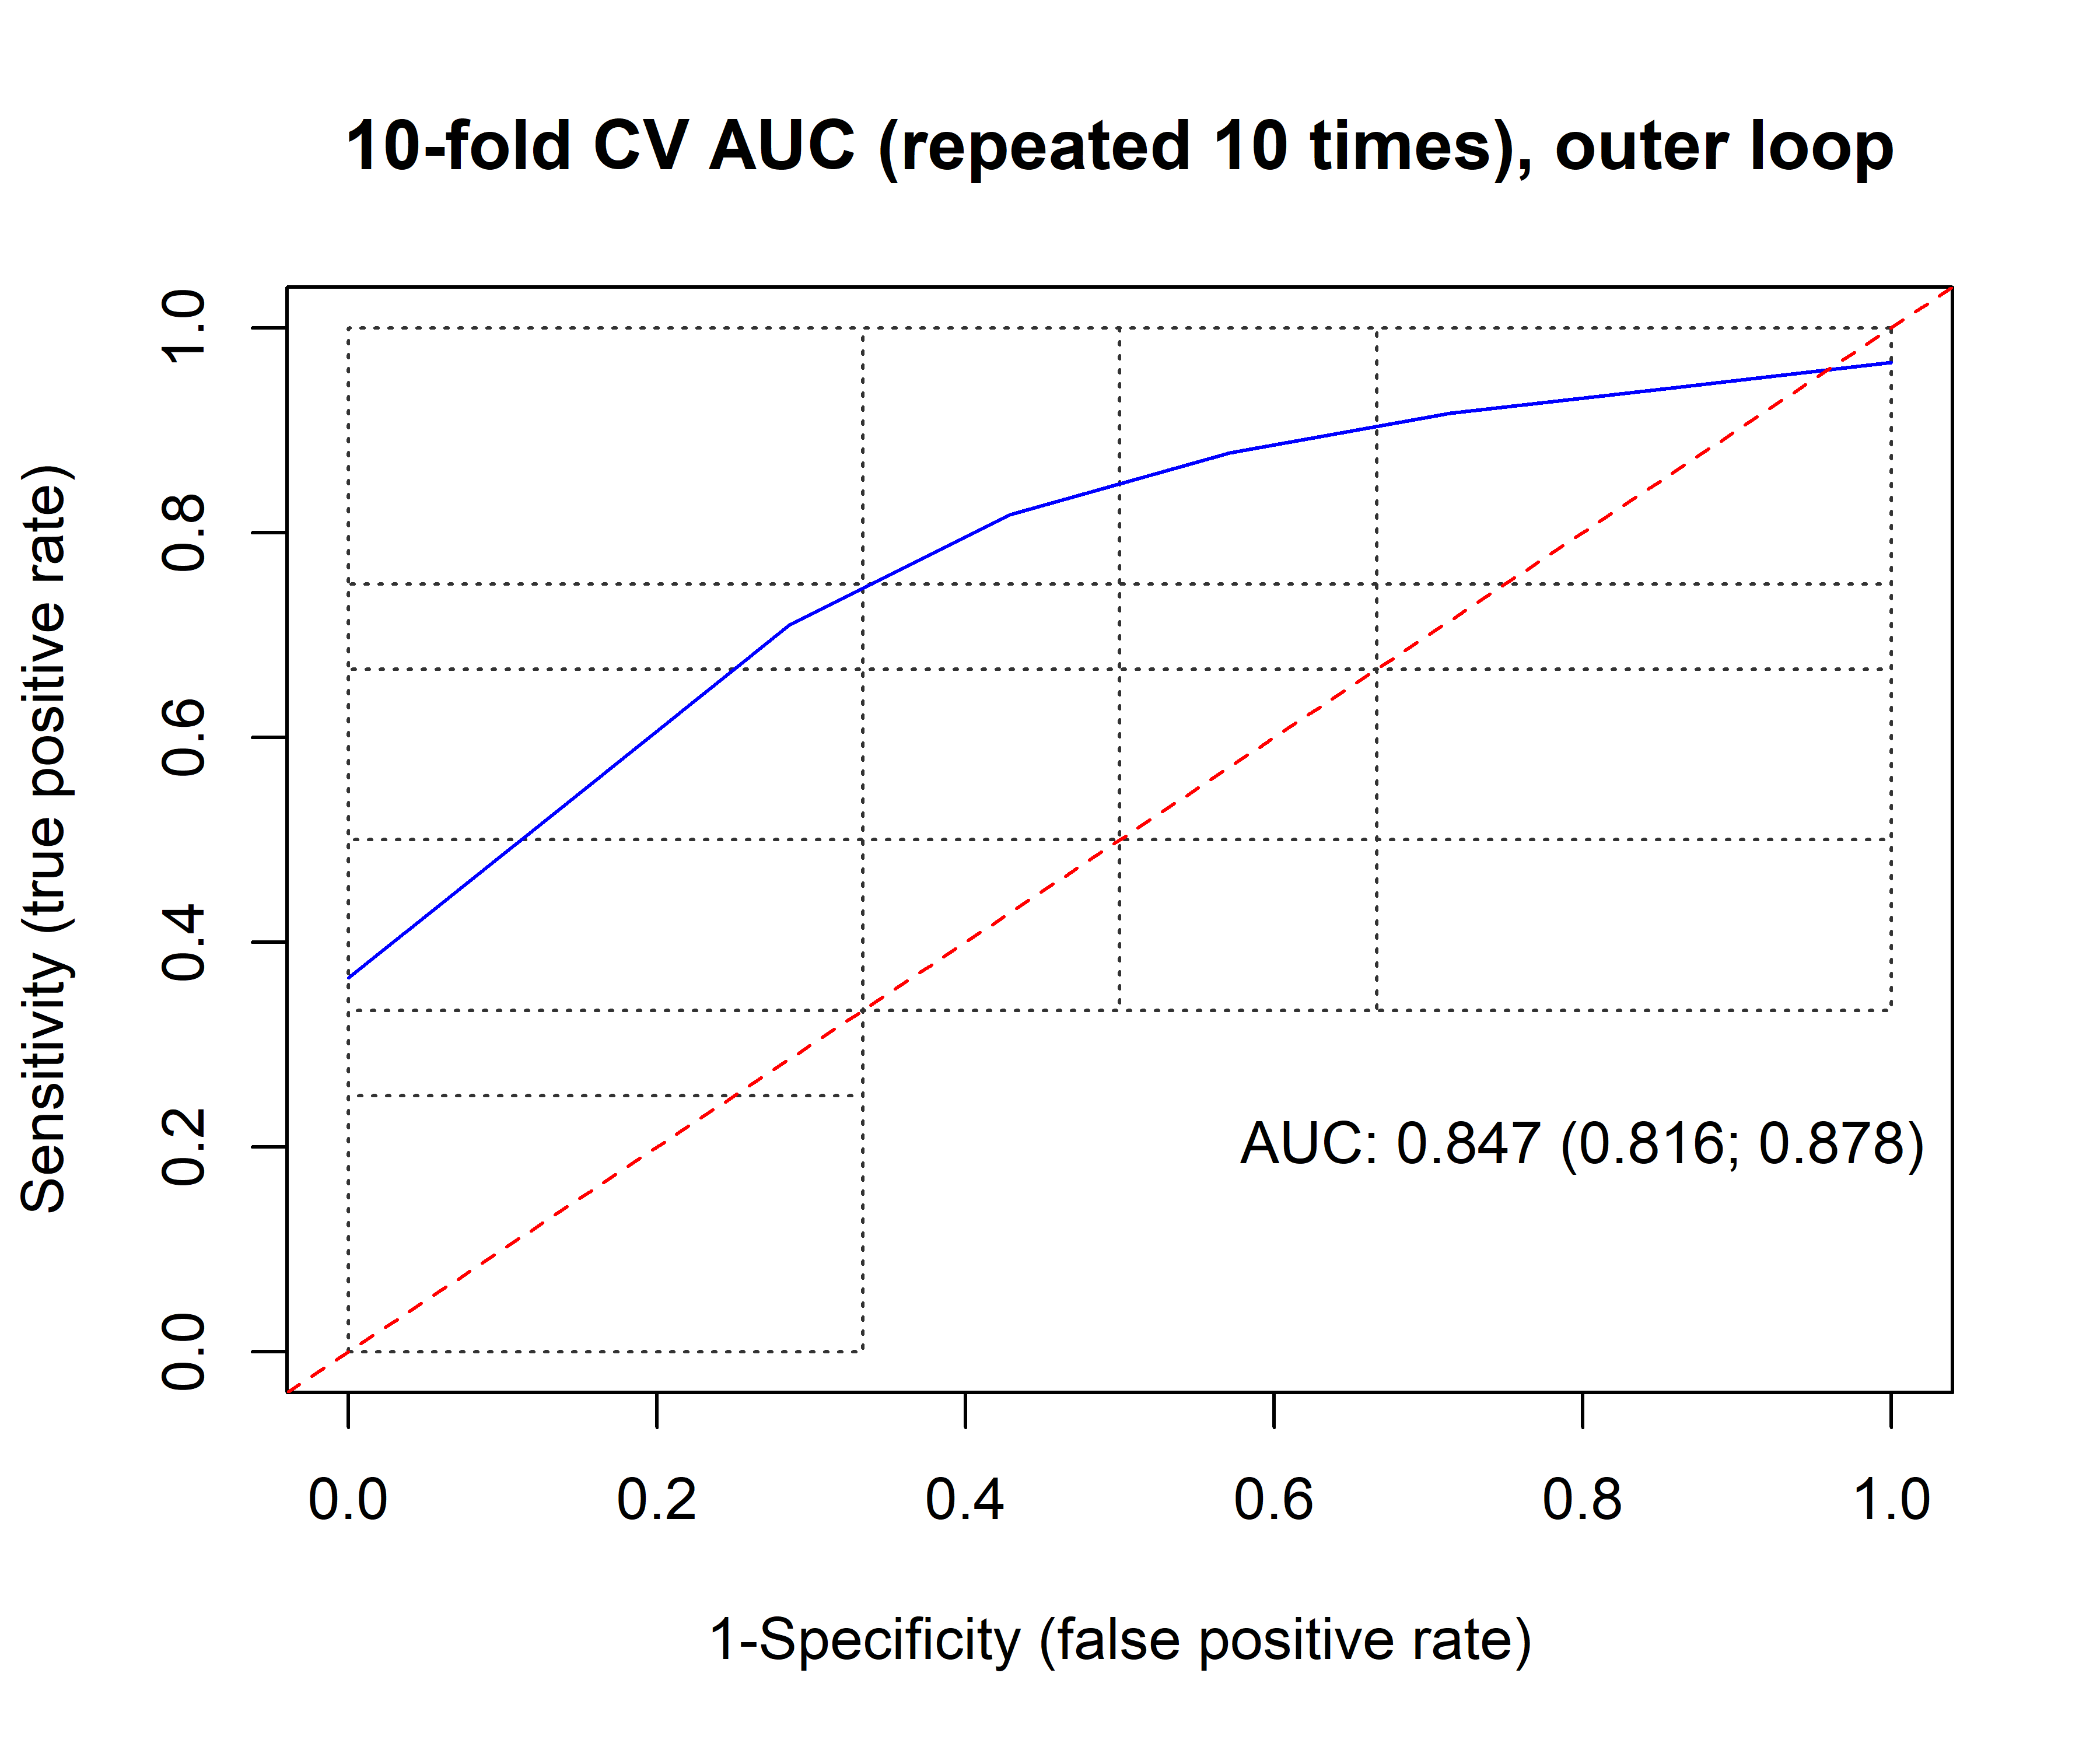 10-fold CV AUC (repeated 10 times), outer loop
Sensitivity (true positive rate)
1.0
0.8
0.6
0.4
0.2
0.0
AUC: 0.847 (0.816; 0.878)
0.0 0.2 0.4 0.6 0.8 1.0
1-Specificity (false positive rate)